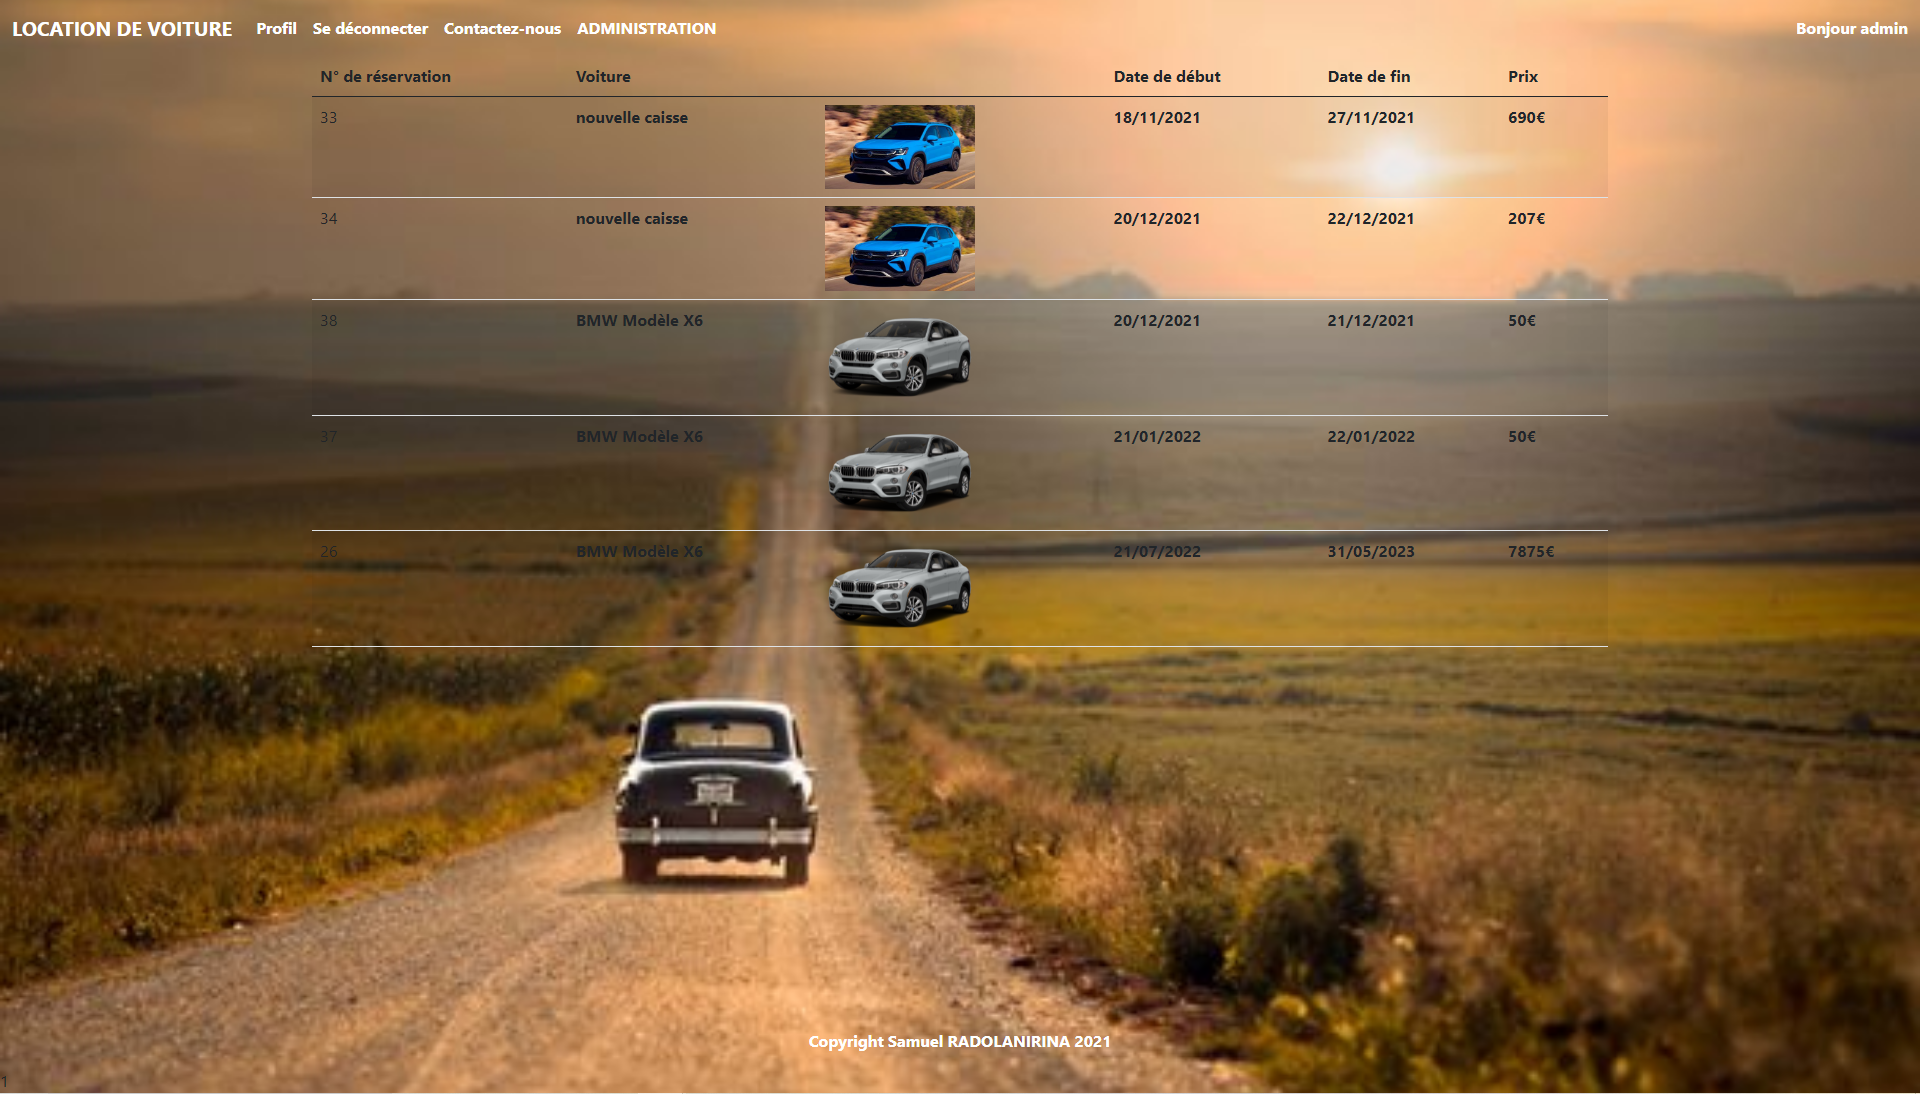 LOCATION DE VOITURE Profil Se déconnecter Contactez-nous ADMINISTRATION Bonjour admin
N° de réservation Voiture Date de début Date de fin Prix
33 nouvelle caisse 18/11/2021 27/11/2021 690€
34 nouvelle caisse 20/12/2021 22/12/2021 207€
38 BMW Modèle X6 20/12/2021 21/12/2021 50€
37 BMW Modèle X6 21/01/2022 22/01/2022 50€
26 BMW Modèle X6 21/07/2022 31/05/2023 7875€
Copyright Samuel RADOLANIRINA 2021
1